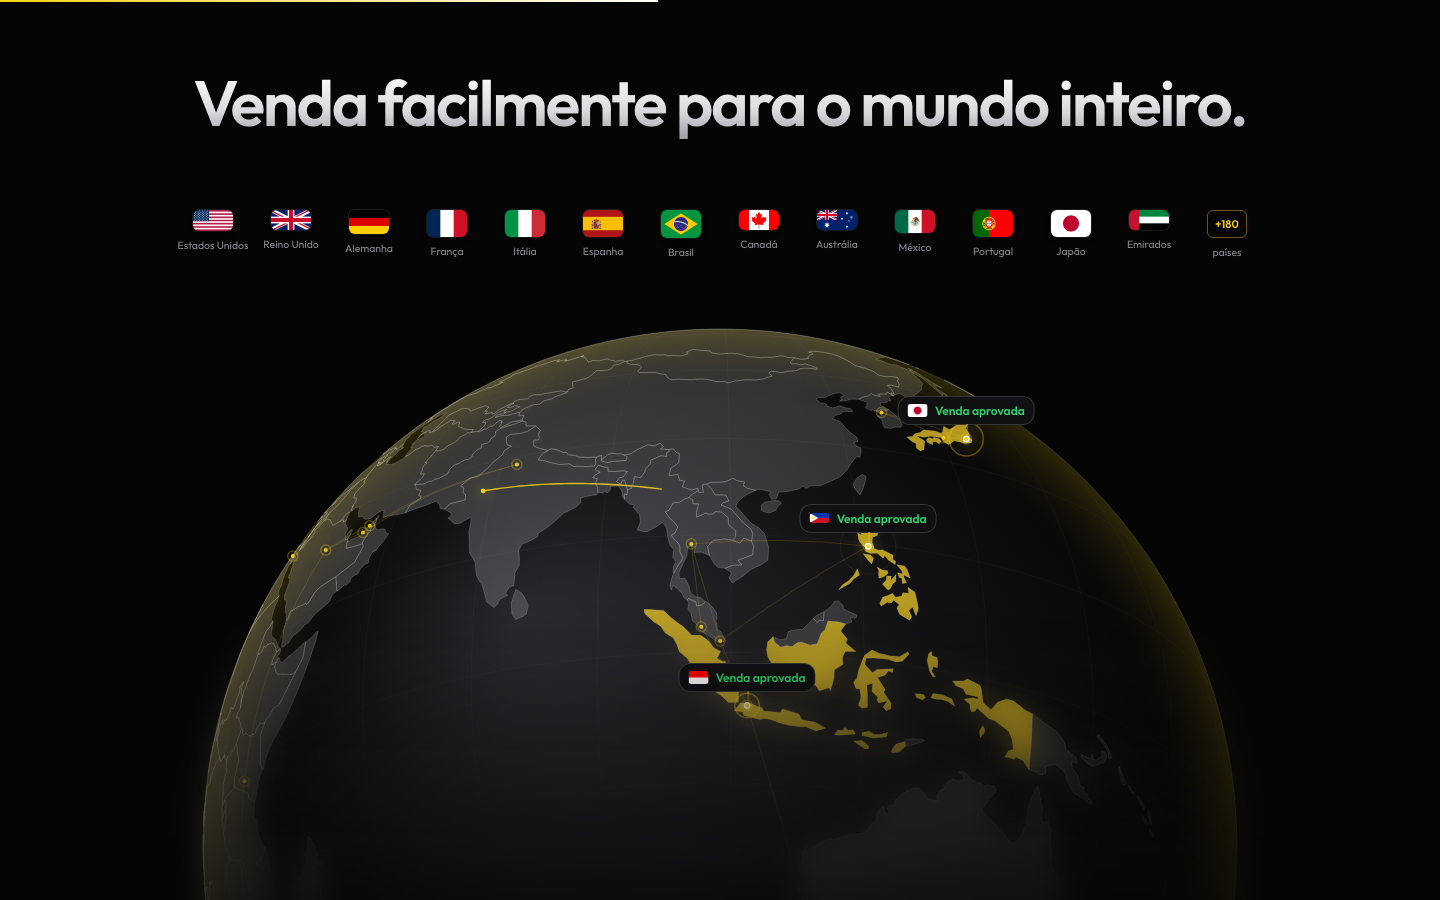 Venda facilmente para o mundo inteiro.
Estados Unidos
Reino Unido
Alemanha
França
Itália
Espanha
Brasil
Canadá
Austrália
México
Portugal
Japão
Emirados
+180
países
Venda aprovada
Venda aprovada
Venda aprovada